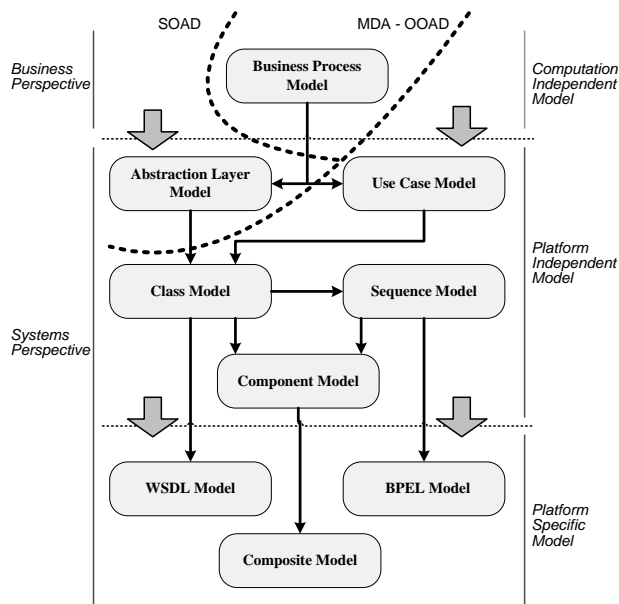 SOAD
MDA - OOAD
Business
Perspective
Business Process
Model
Computation
Independent
Model
Abstraction Layer
Model
Use Case Model
Platform
Independent
Model
Class Model
Sequence Model
Systems
Perspective
Component Model
WSDL Model
BPEL Model
Platform
Specific
Model
Composite Model